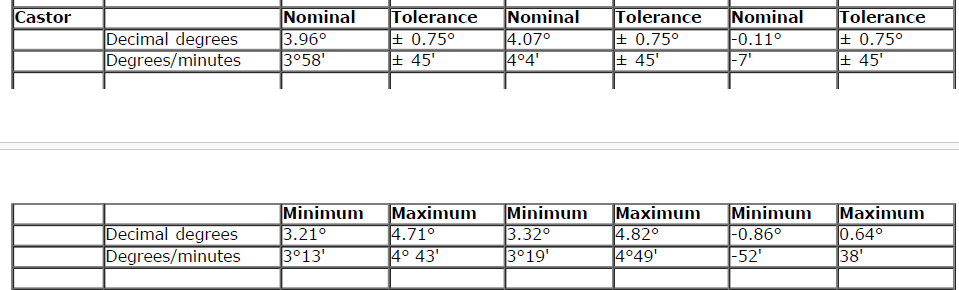 Castor Nominal Tolerance Nominal Tolerance Nominal Tolerance
Decimal degrees 3.96° ± 0.75° 4.07° ± 0.75° -0.11° ± 0.75°
Degrees/minutes 3°58' ± 45' 4°4' ± 45' -7' ± 45'
Minimum Maximum Minimum Maximum Minimum Maximum
Decimal degrees 3.21° 4.71° 3.32° 4.82° -0.86° 0.64°
Degrees/minutes 3°13' 4° 43' 3°19' 4°49' -52' 38'